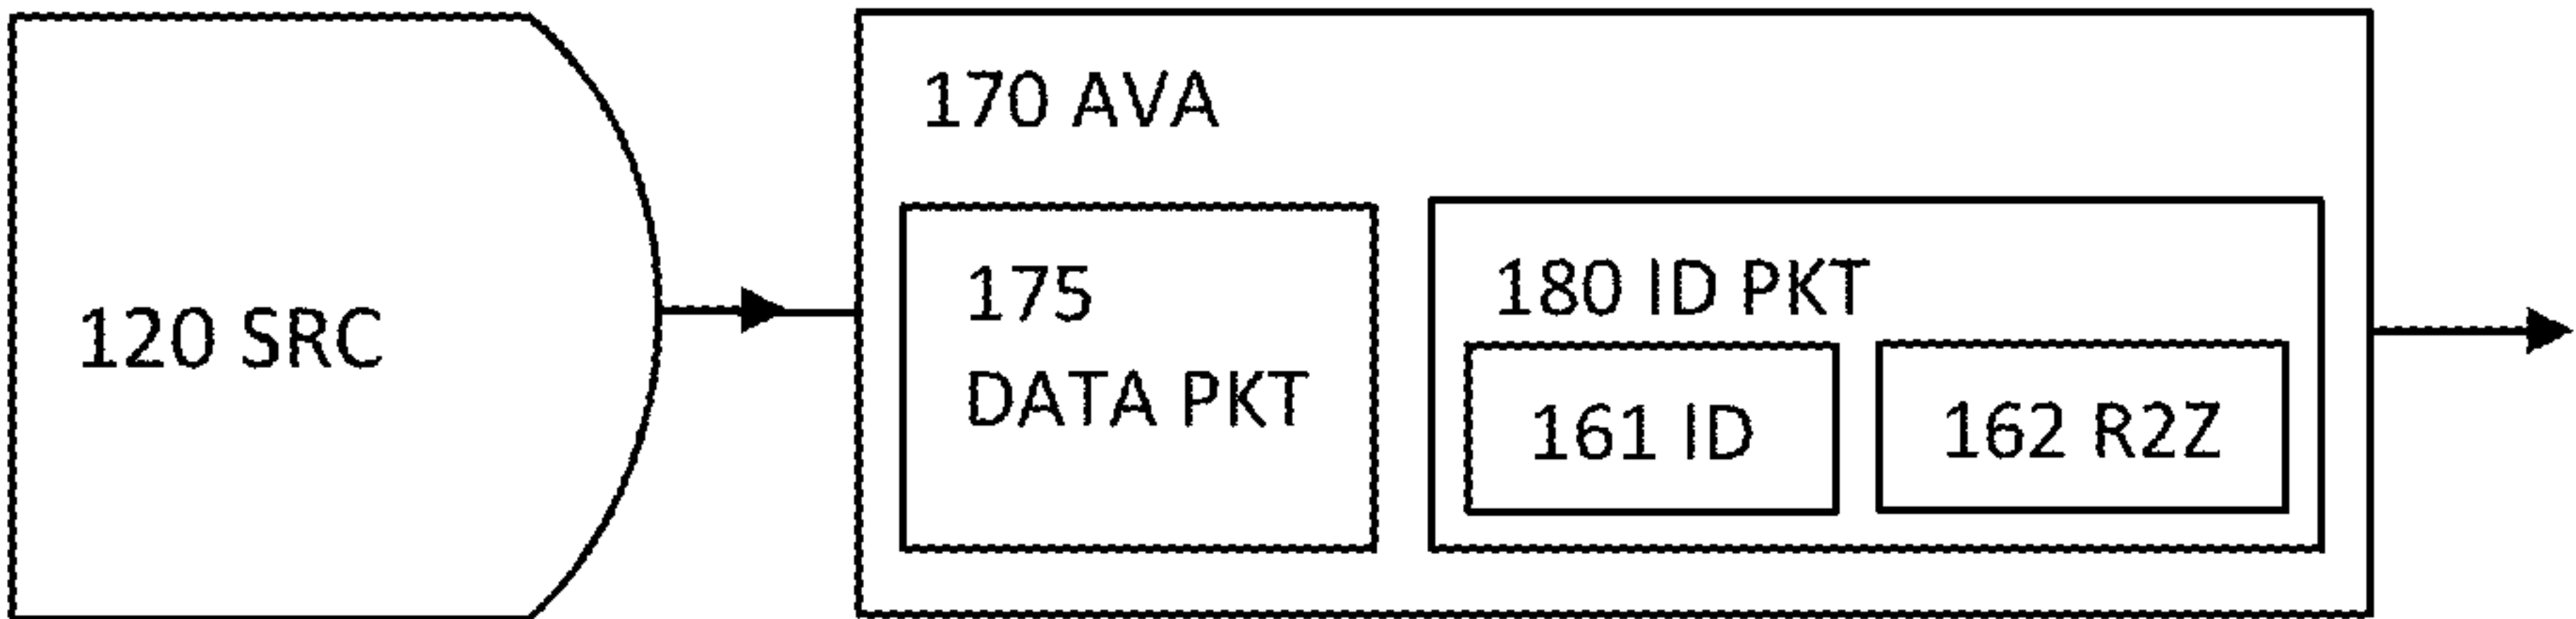 120 SRC
170 AVA
175
DATA PKT
180 ID PKT
161 ID
162 R2Z